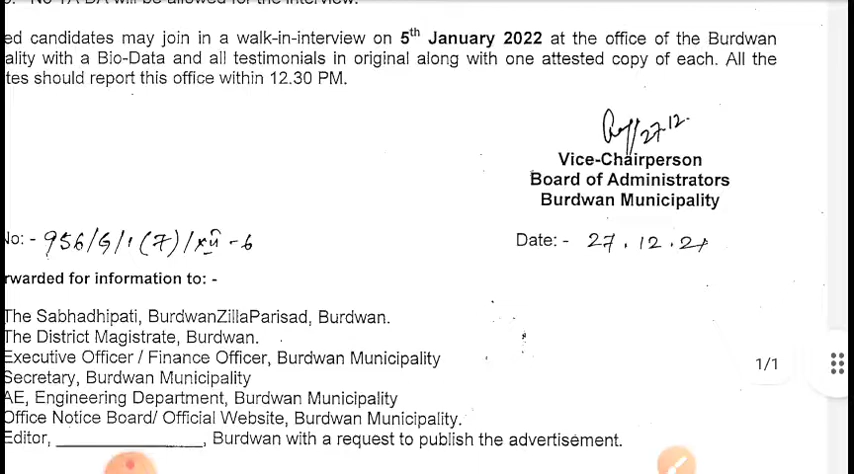 ed candidates may join in a walk-in-interview on 5th January 2022 at the office of the Burdwan
ality with a Bio-Data and all testimonials in original along with one attested copy of each. All the
tes should report this office within 12.30 PM.
27.12.
Vice-Chairperson
Board of Administrators
Burdwan Municipality
No: - 956/G/1(7)/XII-6
Date: - 27.12.21
rwarded for information to: -
The Sabhadhipati, BurdwanZillaParisad, Burdwan.
The District Magistrate, Burdwan.
Executive Officer / Finance Officer, Burdwan Municipality
1/1
Secretary, Burdwan Municipality
AE, Engineering Department, Burdwan Municipality
Office Notice Board/ Official Website, Burdwan Municipality.
Editor, ________________, Burdwan with a request to publish the advertisement.